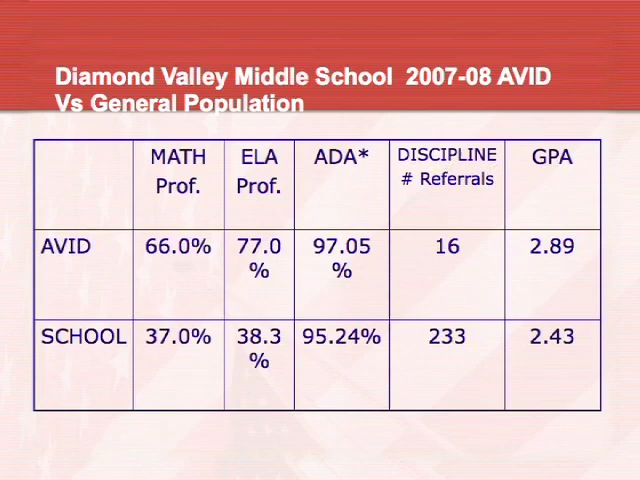 Diamond Valley Middle School 2007-08 AVID
Vs General Population
MATH Prof. ELA Prof. ADA* DISCIPLINE # Referrals GPA
AVID 66.0% 77.0 % 97.05 % 16 2.89
SCHOOL 37.0% 38.3 % 95.24% 233 2.43